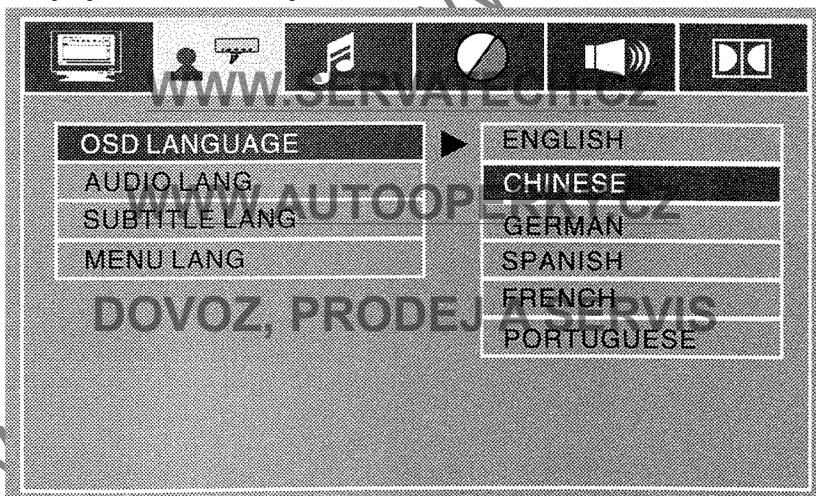 WWW.SERVATECH.CZ
OSD LANGUAGE
AUDIO LANG
SUBTITLE LANG
MENU LANG
ENGLISH
CHINESE
GERMAN
SPANISH
FRENCH
PORTUGUESE
WWW.AUTOOPERKY.CZ
DOVOZ, PRODEJ A SERVIS